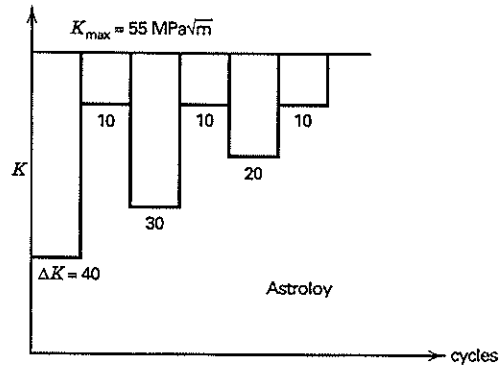 K_max = 55 MPa√m
10
10
10
20
K
30
ΔK = 40
Astroloy
cycles